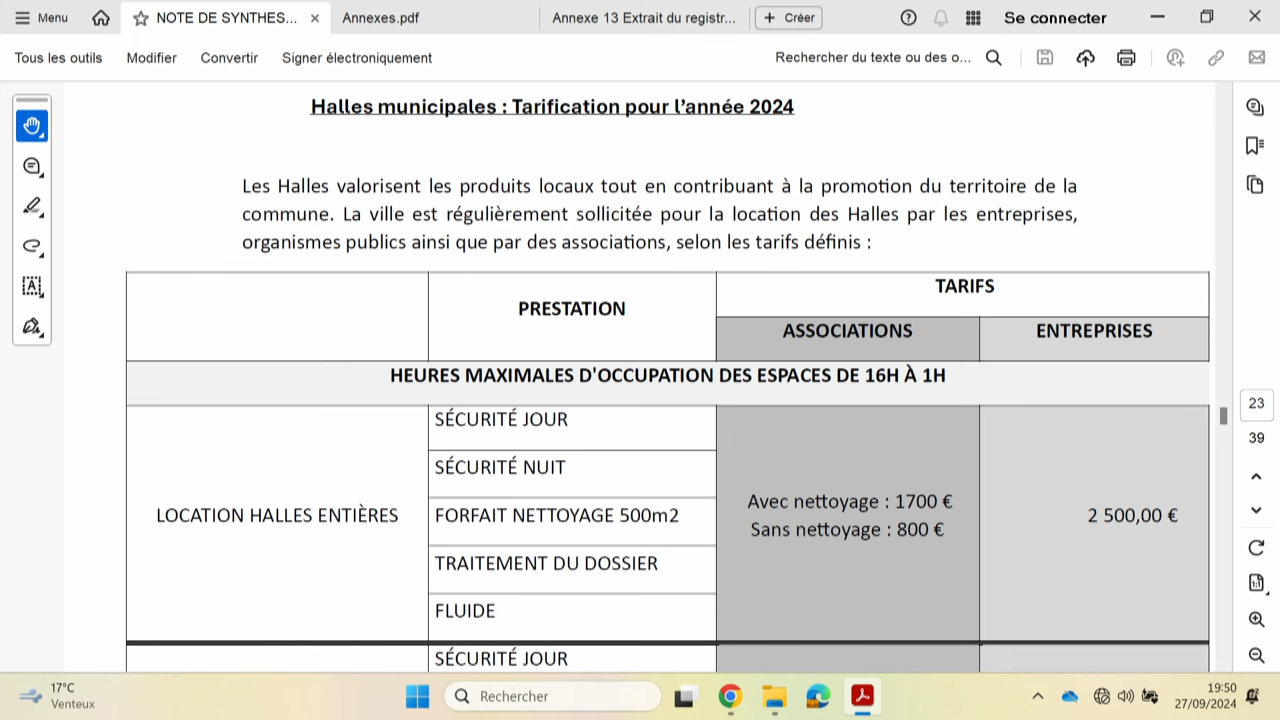 Menu
NOTE DE SYNTHES...
Annexes.pdf
Annexe 13 Extrait du registr...
Créer
Se connecter
Tous les outils
Modifier
Convertir
Signer électroniquement
Rechercher du texte ou des o...
Halles municipales : Tarification pour l'année 2024
Les Halles valorisent les produits locaux tout en contribuant à la promotion du territoire de la
commune. La ville est régulièrement sollicitée pour la location des Halles par les entreprises,
organismes publics ainsi que par des associations, selon les tarifs définis :
PRESTATION
TARIFS
ASSOCIATIONS
ENTREPRISES
HEURES MAXIMALES D'OCCUPATION DES ESPACES DE 16H À 1H
LOCATION HALLES ENTIÈRES
SÉCURITÉ JOUR
SÉCURITÉ NUIT
FORFAIT NETTOYAGE 500m2
TRAITEMENT DU DOSSIER
FLUIDE
Avec nettoyage : 1700 €
Sans nettoyage : 800 €
2 500,00 €
SÉCURITÉ JOUR
23
39
1:1
17°C
Venteux
Rechercher
19:50
27/09/2024